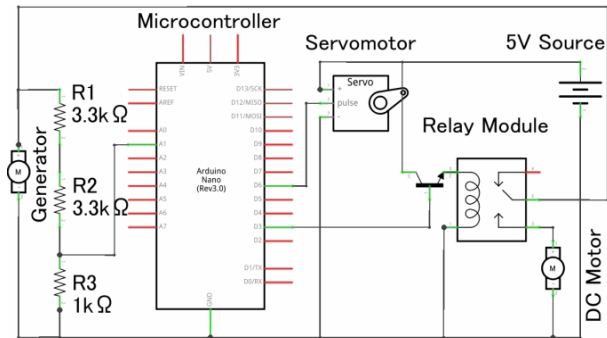 Microcontroller
Servomotor
5V Source
VIN
5V
3V3
R1
3.3kΩ
Generator
M
R2
3.3kΩ
R3
1kΩ
RESET
AREF
A0
A1
A2
A3
A4
A5
A6
A7
Arduino
Nano
(Rev3.0)
D13/SCK
D12/MISO
D11/MOSI
D10
D9
D8
D7
D6
D5
D4
D3
D2
D1/TX
D0/RX
GND
Servo
+
pulse
-
Relay Module
M
DC Motor